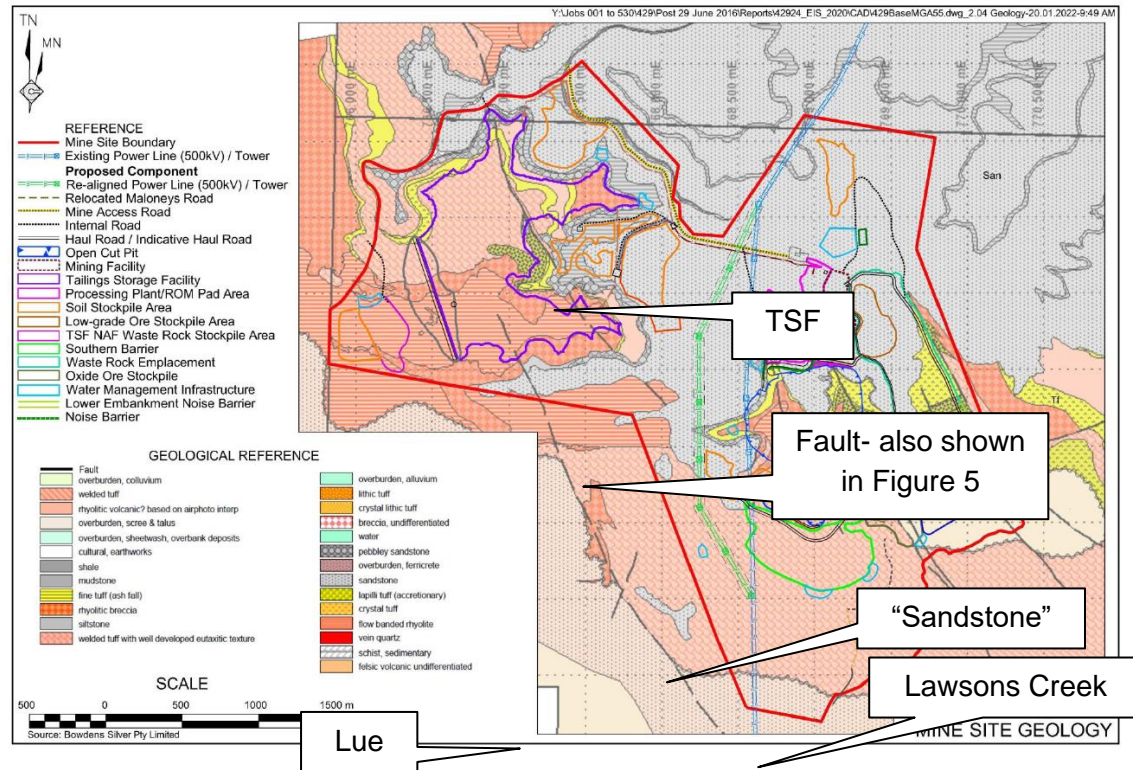 Y:\Jobs 001 to 530\429\Post 29 June 2016\Reports\42924_EIS_2020\CAD\429BaseMGA55.dwg_2.04 Geology-20.01.2022-9:49 AM
TN
MN
REFERENCE
Mine Site Boundary
Existing Power Line (500kV) / Tower
Proposed Component
Re-aligned Power Line (500kV) / Tower
Relocated Maloneys Road
Mine Access Road
Internal Road
Haul Road / Indicative Haul Road
Open Cut Pit
Mining Facility
Tailings Storage Facility
Processing Plant/ROM Pad Area
Soil Stockpile Area
Low-grade Ore Stockpile Area
TSF NAF Waste Rock Stockpile Area
Southern Barrier
Waste Rock Emplacement
Oxide Ore Stockpile
Water Management Infrastructure
Lower Embankment Noise Barrier
Noise Barrier
San
TSF
Fault- also shown
in Figure 5
"Sandstone"
Lawsons Creek
Lue
GEOLOGICAL REFERENCE
Fault
overburden, colluvium
welded tuff
rhyolitic volcanic? based on airphoto interp
overburden, scree & talus
overburden, sheetwash, overbank deposits
cultural, earthworks
shale
mudstone
fine tuff (ash fall)
rhyolitic breccia
siltstone
welded tuff with well developed eutaxitic texture
overburden, alluvium
lithic tuff
crystal lithic tuff
breccia, undifferentiated
water
pebbley sandstone
overburden, ferricrete
sandstone
lapilli tuff (accretionary)
crystal tuff
flow banded rhyolite
vein quartz
schist, sedimentary
felsic volcanic undifferentiated
SCALE
500 0 500 1000 1500 m
Source: Bowdens Silver Pty Limited
MINE SITE GEOLOGY